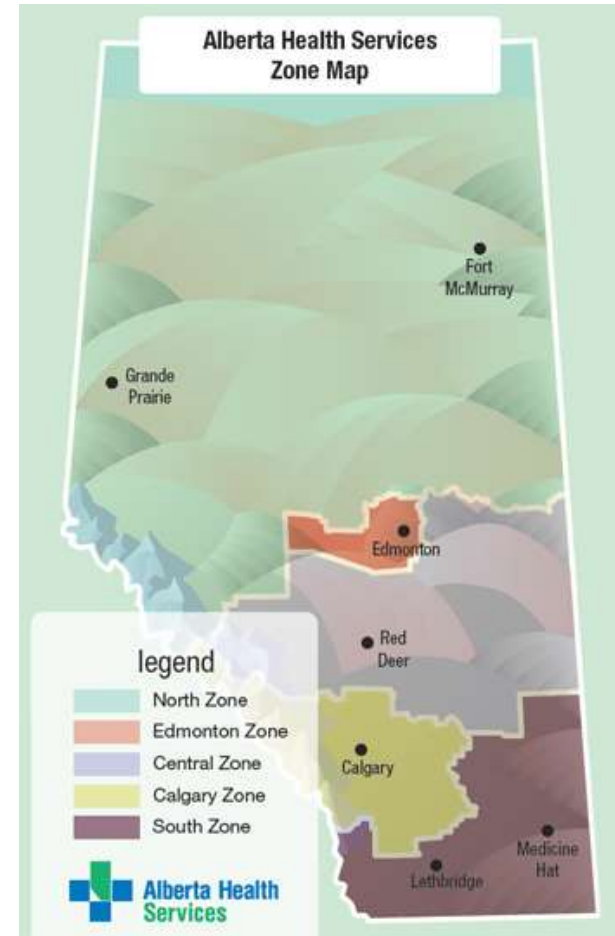 Alberta Health Services
Zone Map
Fort
McMurray
Grande
Prairie
Edmonton
Red
Deer
legend
North Zone
Edmonton Zone
Central Zone
Calgary Zone
South Zone
Calgary
Medicine
Hat
Lethbridge
Alberta Health
Services